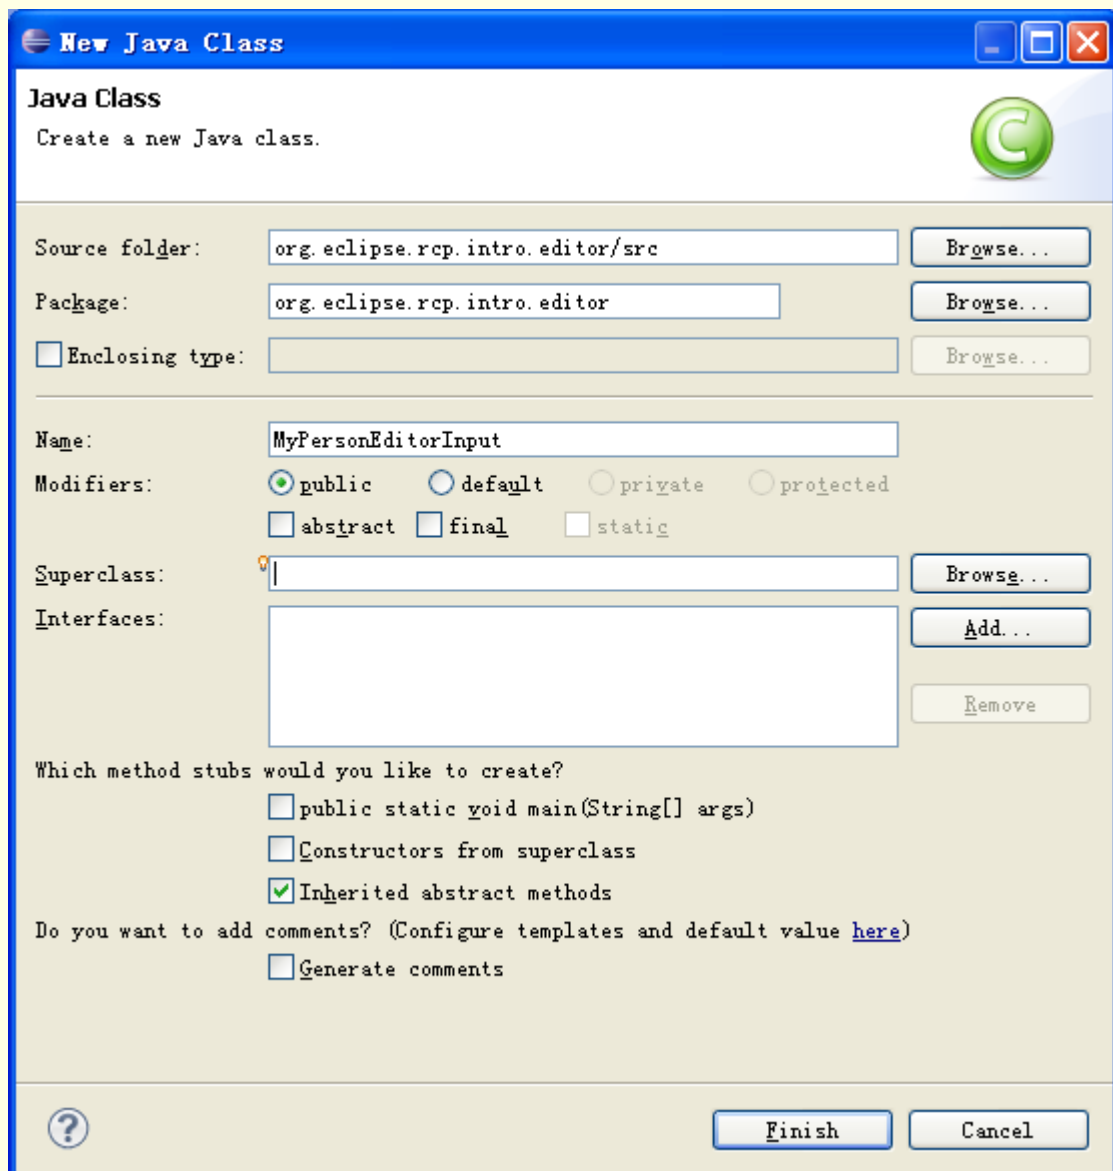 New Java Class
Java Class
Create a new Java class.
Source folder: org.eclipse.rcp.intro.editor/src Browse...
Package: org.eclipse.rcp.intro.editor Browse...
Enclosing type: Browse...
Name: MyPersonEditorInput
Modifiers: public default private protected
abstract final static
Superclass: Browse...
Interfaces: Add...
Remove
Which method stubs would you like to create?
public static void main(String[] args)
Constructors from superclass
Inherited abstract methods
Do you want to add comments? (Configure templates and default value here)
Generate comments
Finish Cancel